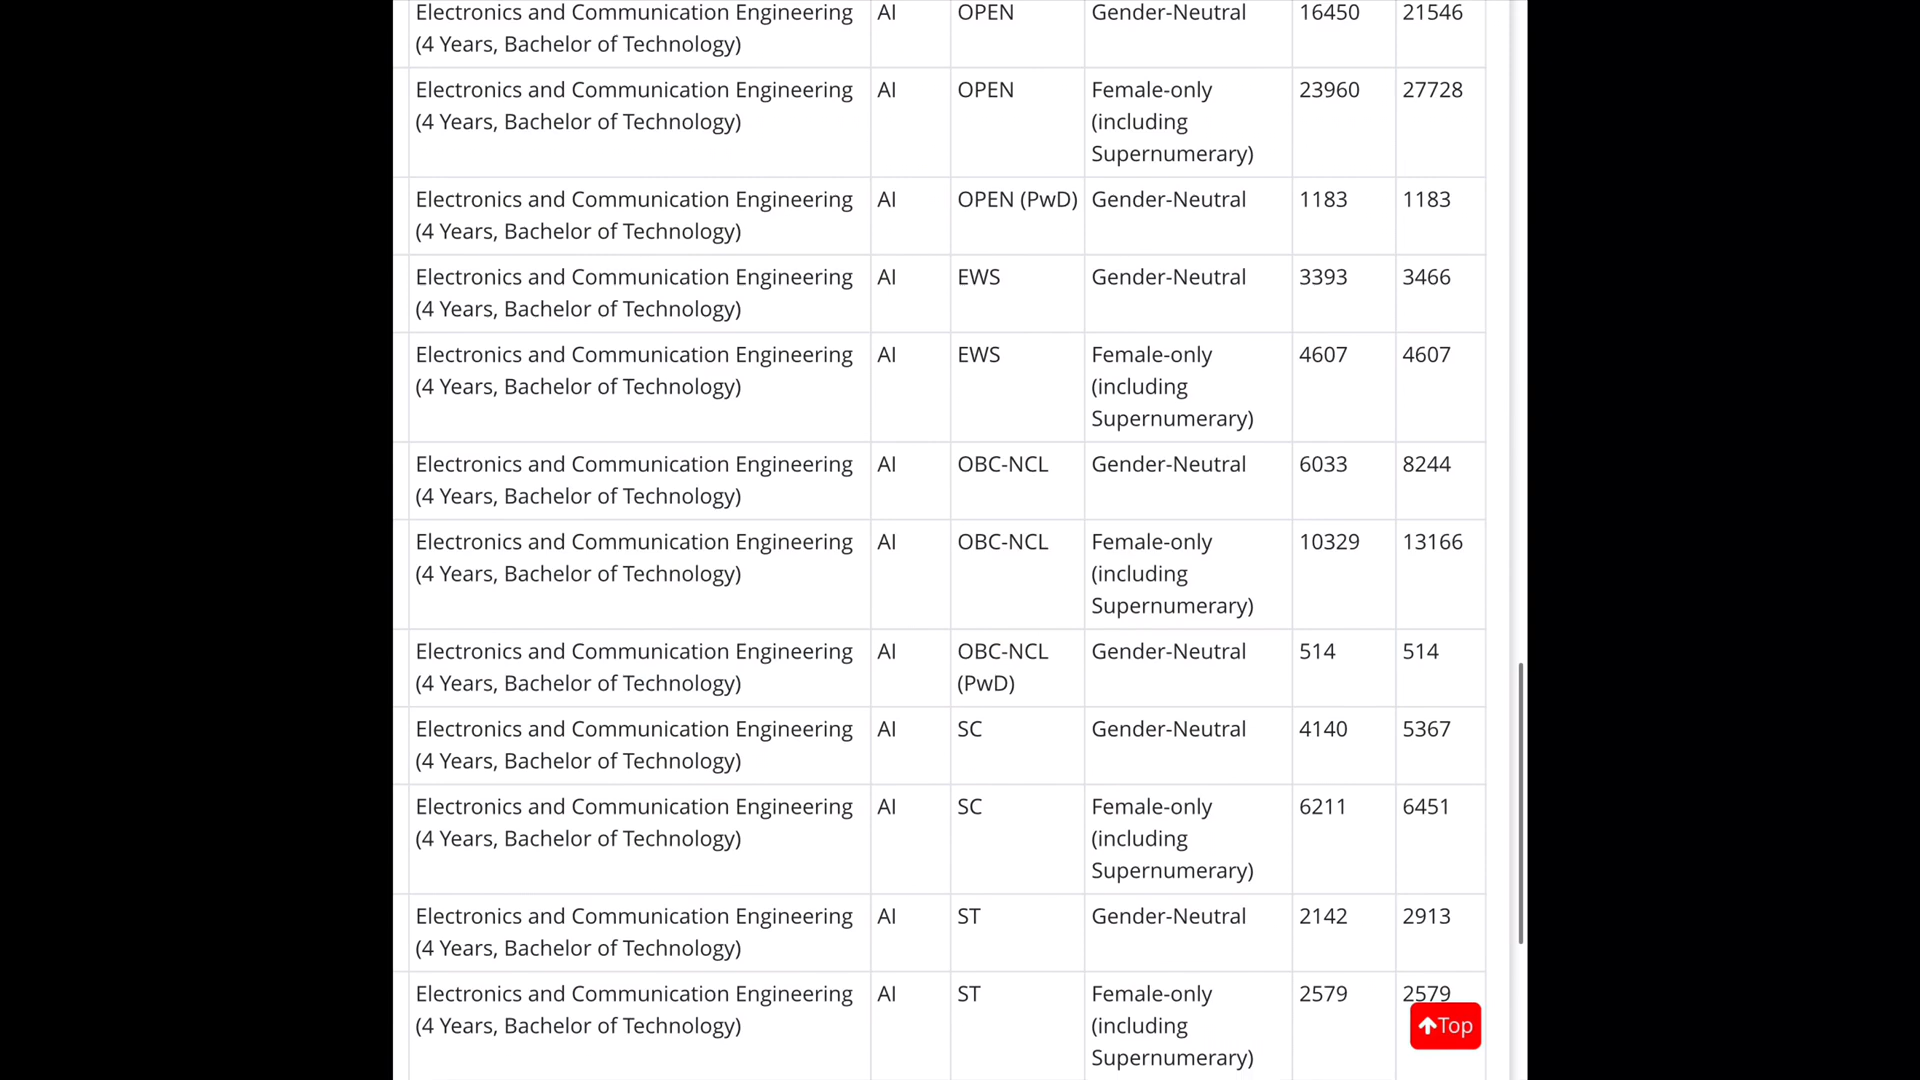 Electronics and Communication Engineering AI OPEN Gender-Neutral 16450 21546
(4 Years, Bachelor of Technology)
Electronics and Communication Engineering AI OPEN Female-only 23960 27728
(4 Years, Bachelor of Technology) (including
Supernumerary)
Electronics and Communication Engineering AI OPEN (PwD) Gender-Neutral 1183 1183
(4 Years, Bachelor of Technology)
Electronics and Communication Engineering AI EWS Gender-Neutral 3393 3466
(4 Years, Bachelor of Technology)
Electronics and Communication Engineering AI EWS Female-only 4607 4607
(4 Years, Bachelor of Technology) (including
Supernumerary)
Electronics and Communication Engineering AI OBC-NCL Gender-Neutral 6033 8244
(4 Years, Bachelor of Technology)
Electronics and Communication Engineering AI OBC-NCL Female-only 10329 13166
(4 Years, Bachelor of Technology) (including
Supernumerary)
Electronics and Communication Engineering AI OBC-NCL Gender-Neutral 514 514
(4 Years, Bachelor of Technology) (PwD)
Electronics and Communication Engineering AI SC Gender-Neutral 4140 5367
(4 Years, Bachelor of Technology)
Electronics and Communication Engineering AI SC Female-only 6211 6451
(4 Years, Bachelor of Technology) (including
Supernumerary)
Electronics and Communication Engineering AI ST Gender-Neutral 2142 2913
(4 Years, Bachelor of Technology)
Electronics and Communication Engineering AI ST Female-only 2579 2579
(4 Years, Bachelor of Technology) (including Top
Supernumerary)